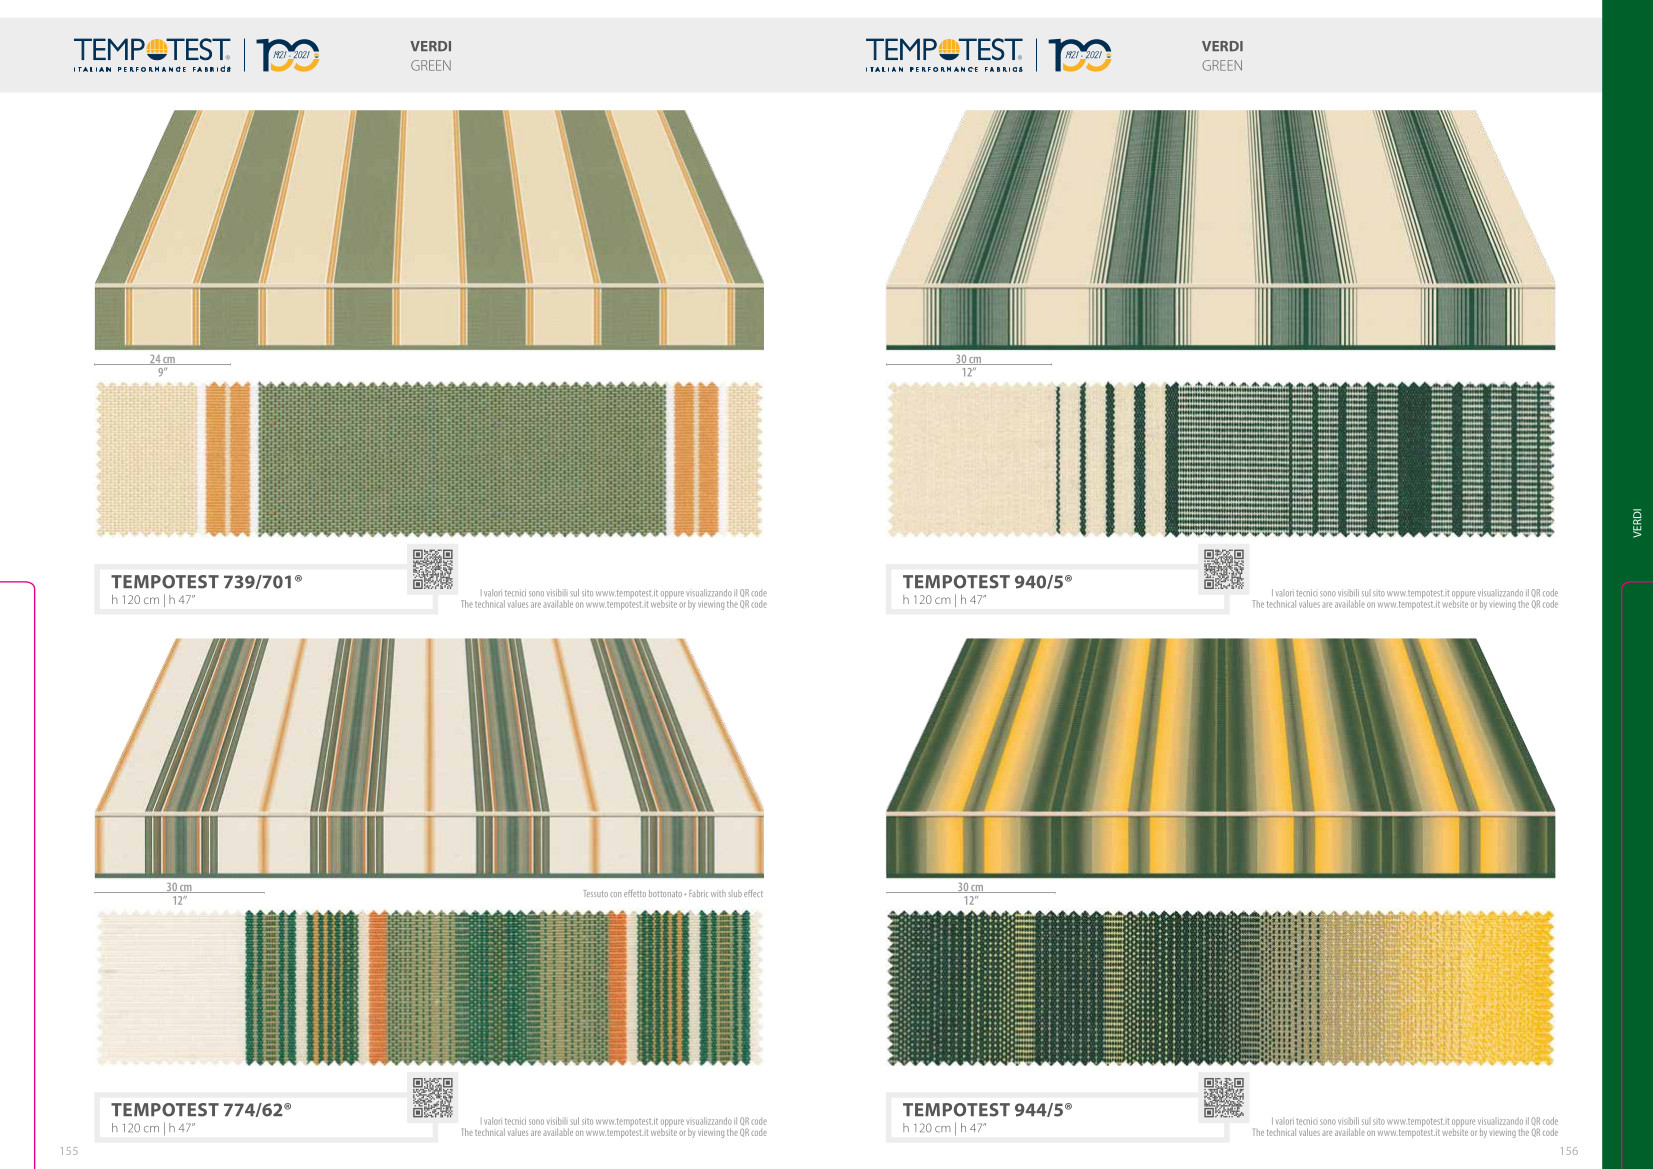 TEMPOTEST®
ITALIAN PERFORMANCE FABRICS
100
1921 - 2021
VERDI
GREEN
24 cm
9”
TEMPOTEST 739/701®
h 120 cm | h 47”
I valori tecnici sono visibili sul sito www.tempotest.it oppure visualizzando il QR code
The technical values are available on www.tempotest.it website or by viewing the QR code
30 cm
12”
Tessuto con effetto bottonato • Fabric with slub effect
TEMPOTEST 774/62®
h 120 cm | h 47”
I valori tecnici sono visibili sul sito www.tempotest.it oppure visualizzando il QR code
The technical values are available on www.tempotest.it website or by viewing the QR code
155
TEMPOTEST®
ITALIAN PERFORMANCE FABRICS
100
1921 - 2021
VERDI
GREEN
30 cm
12”
TEMPOTEST 940/5®
h 120 cm | h 47”
I valori tecnici sono visibili sul sito www.tempotest.it oppure visualizzando il QR code
The technical values are available on www.tempotest.it website or by viewing the QR code
30 cm
12”
TEMPOTEST 944/5®
h 120 cm | h 47”
I valori tecnici sono visibili sul sito www.tempotest.it oppure visualizzando il QR code
The technical values are available on www.tempotest.it website or by viewing the QR code
156
VERDI